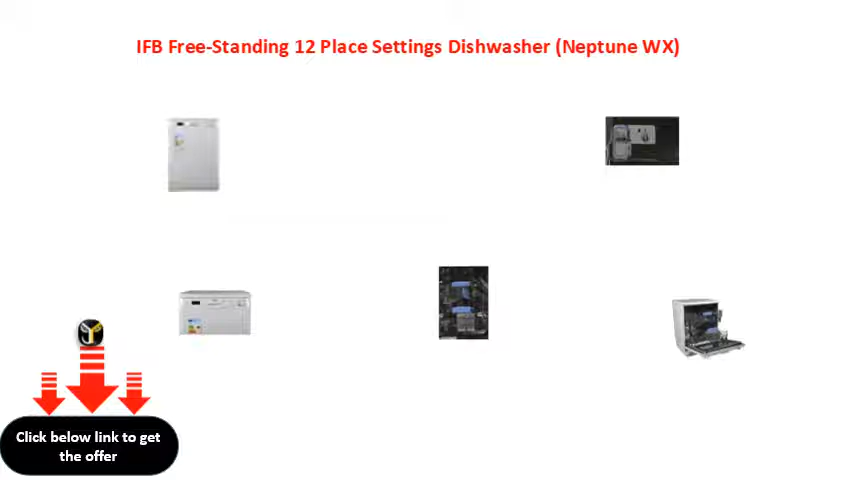 IFB Free-Standing 12 Place Settings Dishwasher (Neptune WX)
Click below link to get
the offer